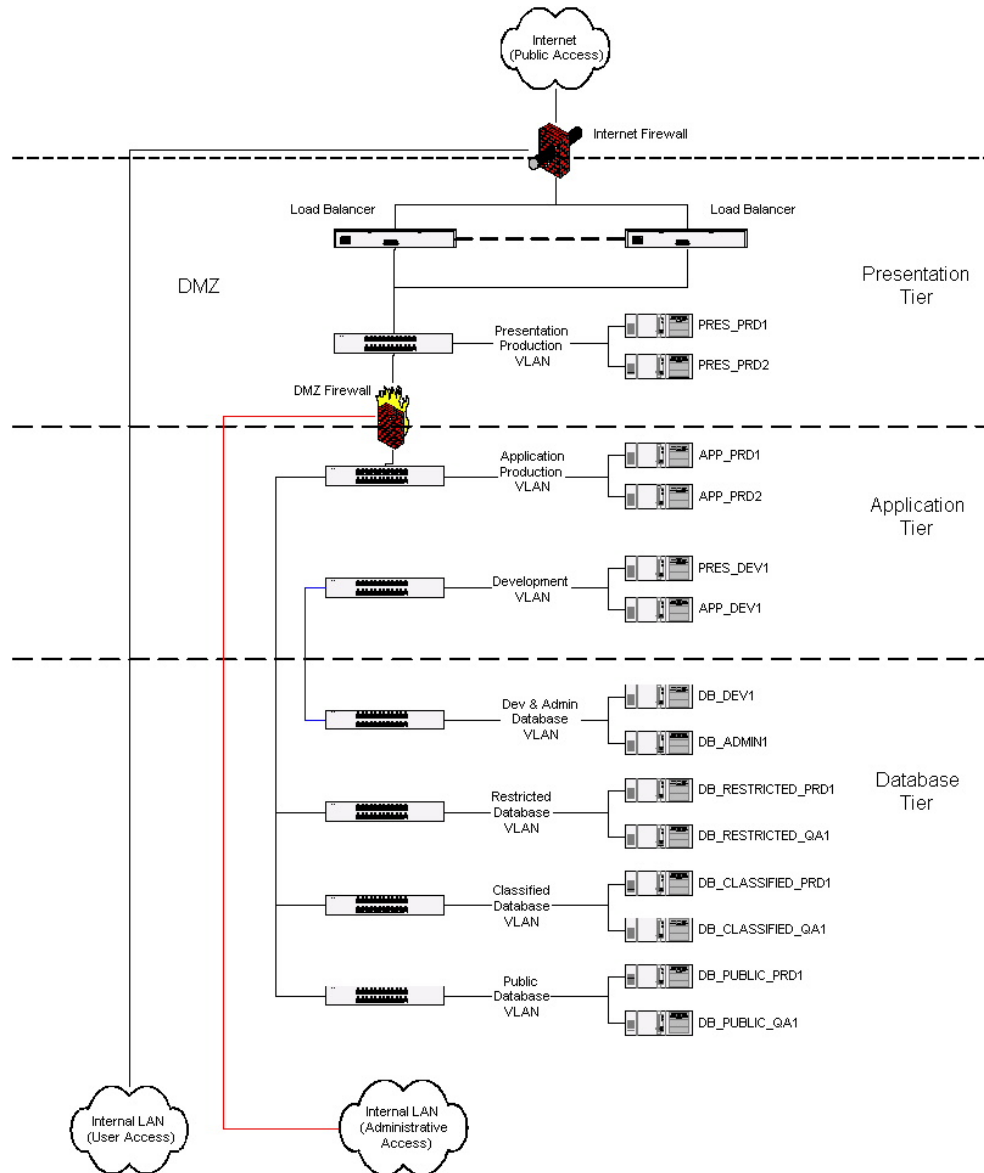 Internet
(Public Access)
Internet Firewall
Load Balancer
Load Balancer
DMZ
Presentation
Tier
Presentation
Production
VLAN
PRES_PRD1
PRES_PRD2
DMZ Firewall
Application
Production
VLAN
APP_PRD1
APP_PRD2
Application
Tier
Development
VLAN
PRES_DEV1
APP_DEV1
Dev & Admin
Database
VLAN
DB_DEV1
DB_ADMIN1
Database
Tier
Restricted
Database
VLAN
DB_RESTRICTED_PRD1
DB_RESTRICTED_QA1
Classified
Database
VLAN
DB_CLASSIFIED_PRD1
DB_CLASSIFIED_QA1
Public
Database
VLAN
DB_PUBLIC_PRD1
DB_PUBLIC_QA1
Internal LAN
(User Access)
Internal LAN
(Administrative
Access)